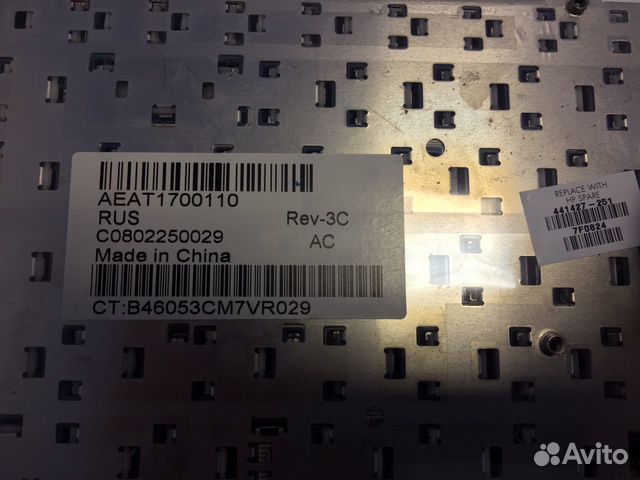 AEAT1700110
RUS Rev-3C
C0802250029 AC
Made in China
CT:B46053CM7VR029
REPLACE WITH
HP SPARE
441427-251
7F0824
Avito